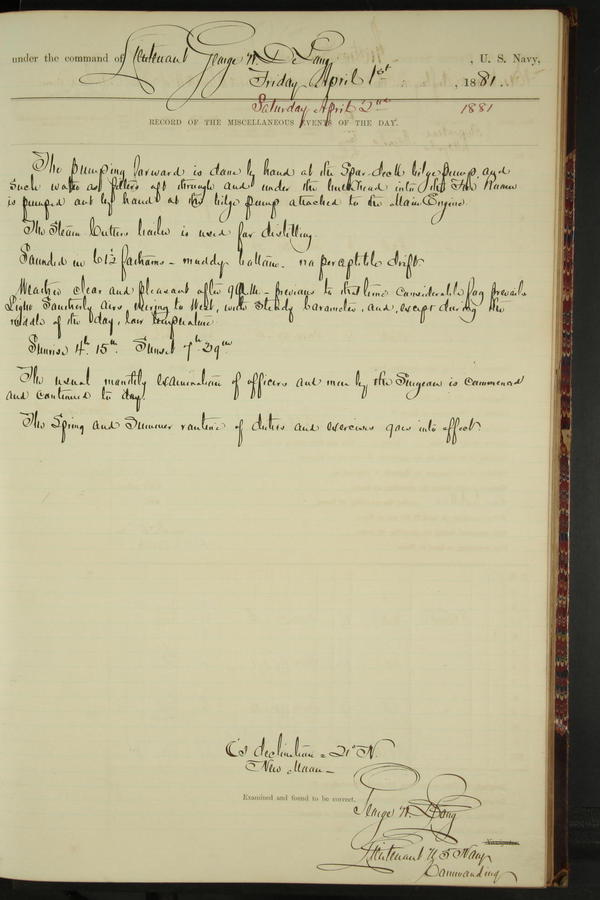 under the command of Lieutenant George W. De Long, U. S. Navy,
Friday April 1st, 1881.
Saturday April 2nd 1881
RECORD OF THE MISCELLANEOUS EVENTS OF THE DAY.
The pumping forward is done by hand at the Spar deck bilge pump, and
such water as filters aft through and under the bulkhead into the Fire Room
is pumped out by hand at the bilge pump attached to the Main Engine.
The Steam Cutters boiler is used for distilling.
Sounded in fathoms - muddy bottom - no perceptible drift
Weather clear and pleasant after 9 A.M. - previous to that time considerable fog prevails
Light Southerly airs, veering to West, with steady barometer, and, except during the
middle of the day, low temperature
Sunrise 4h 15m. Sunset 7h 29m
The usual monthly examination of officers and men by the Surgeon is commenced
and continued to day.
The Spring and Summer routine of duties and exercises goes into effect.
☾'s declination = N.
New Moon -
Examined and found to be correct.
George W. De Long
Navigator.
Lieutenant U. S. Navy
Commanding